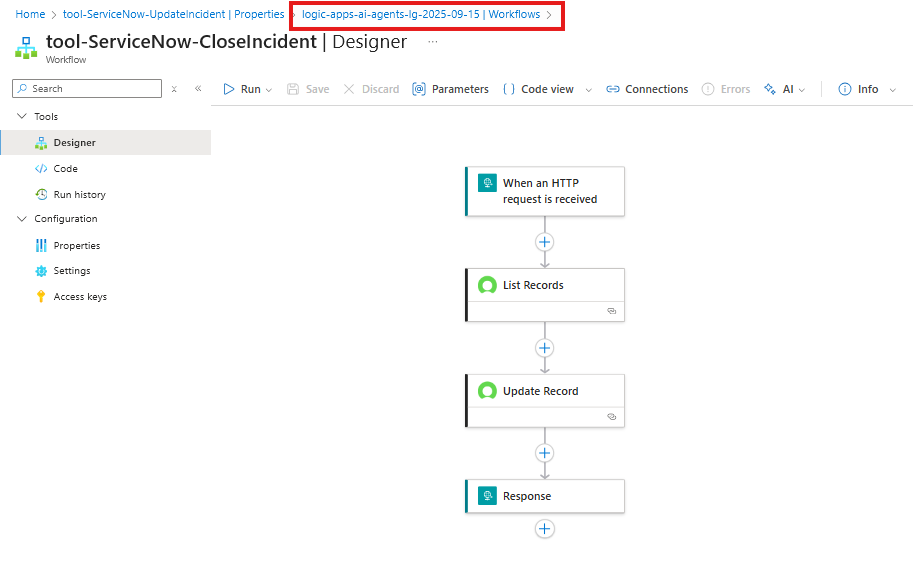 Home > tool-ServiceNow-UpdateIncident | Properties > logic-apps-ai-agents-lg-2025-09-15 | Workflows >
tool-ServiceNow-CloseIncident | Designer ...
Workflow
Search
Run
Save
Discard
Parameters
Code view
Connections
Errors
AI
Info
Tools
Designer
Code
Run history
Configuration
Properties
Settings
Access keys
When an HTTP
request is received
List Records
Update Record
Response